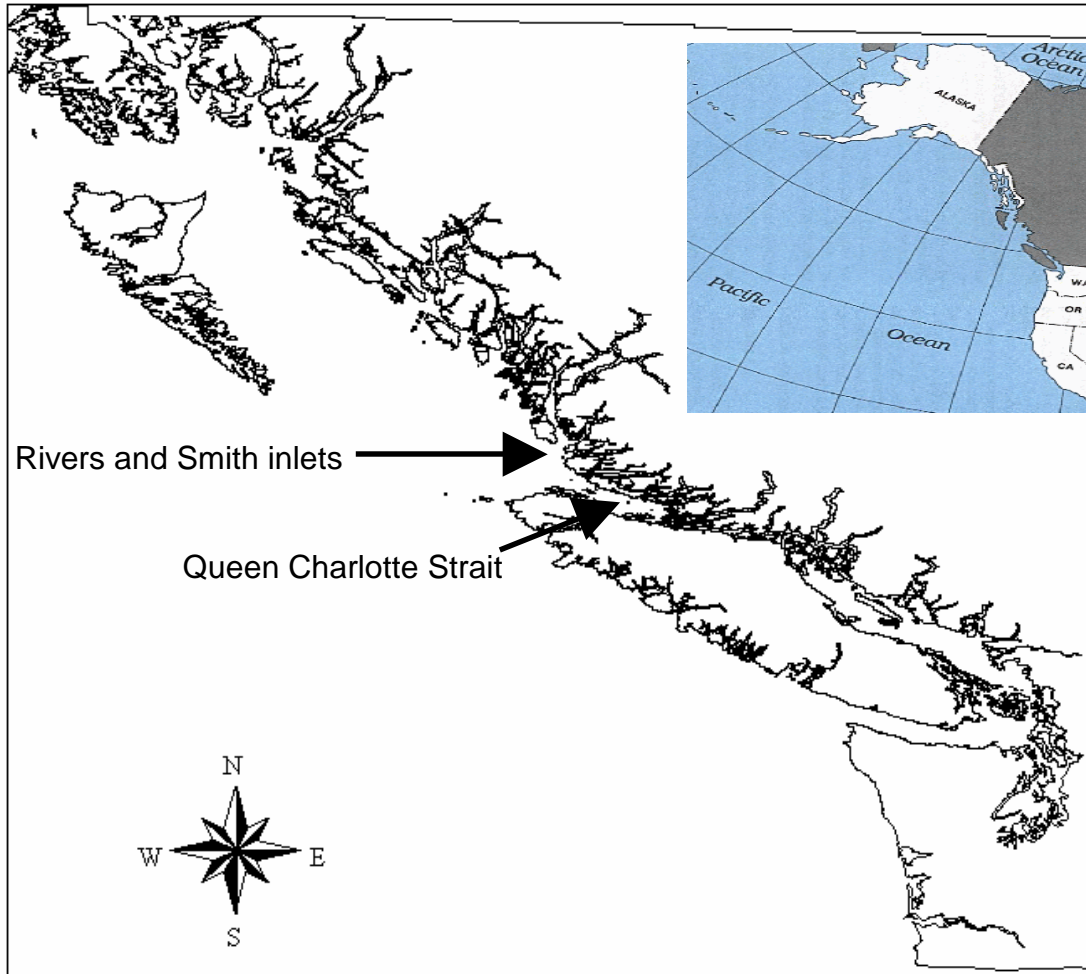 Arctic
Ocean
ALASKA
Pacific
Ocean
WA
OR
CA
Rivers and Smith inlets
Queen Charlotte Strait
N
W E
S